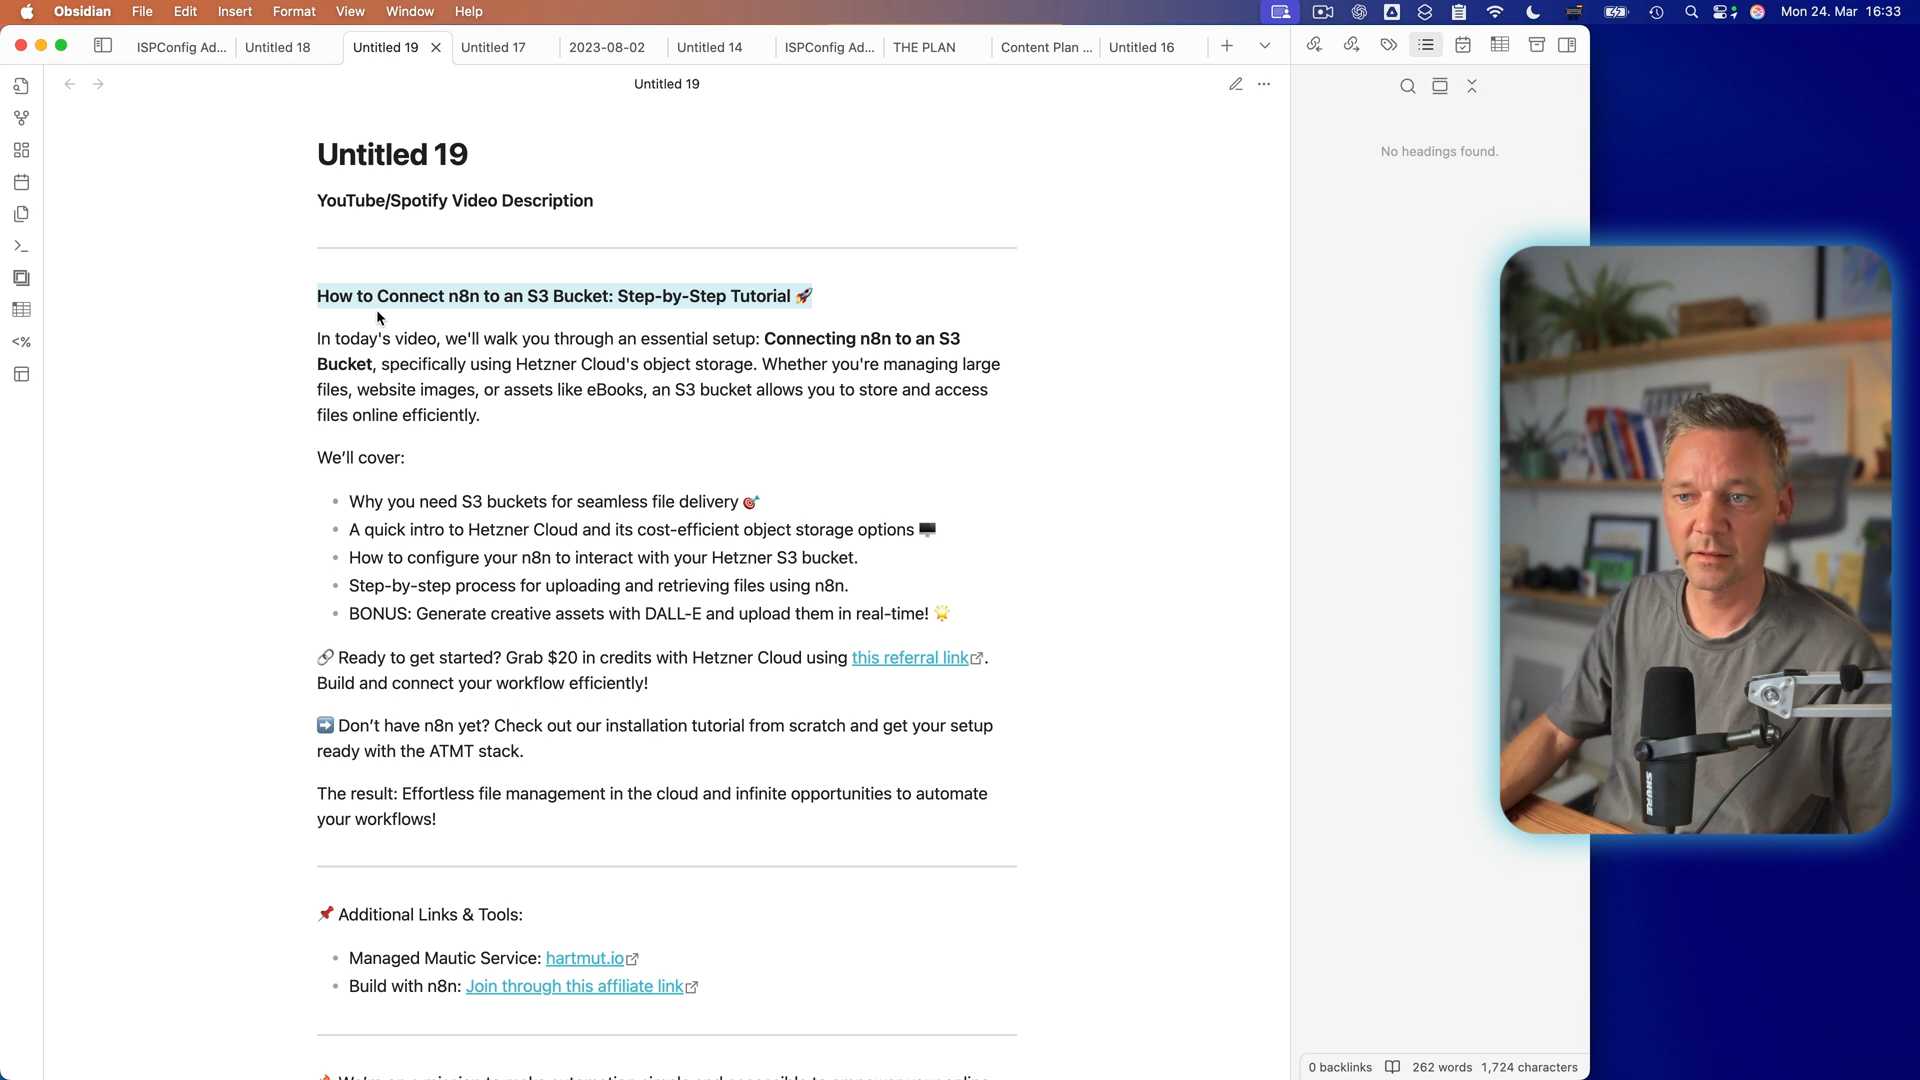 Obsidian File Edit Insert Format View Window Help Mon 24. Mar 16:33
ISPConfig Ad... Untitled 18 Untitled 19 Untitled 17 2023-08-02 Untitled 14 ISPConfig Ad... THE PLAN Content Plan ... Untitled 16
Untitled 19
No headings found.
Untitled 19
YouTube/Spotify Video Description
How to Connect n8n to an S3 Bucket: Step-by-Step Tutorial 🚀
In today's video, we'll walk you through an essential setup: Connecting n8n to an S3
Bucket, specifically using Hetzner Cloud's object storage. Whether you're managing large
files, website images, or assets like eBooks, an S3 bucket allows you to store and access
files online efficiently.
We’ll cover:
• Why you need S3 buckets for seamless file delivery 🎯
• A quick intro to Hetzner Cloud and its cost-efficient object storage options 🖥️
• How to configure your n8n to interact with your Hetzner S3 bucket.
• Step-by-step process for uploading and retrieving files using n8n.
• BONUS: Generate creative assets with DALL-E and upload them in real-time! 🌟
🔗 Ready to get started? Grab $20 in credits with Hetzner Cloud using this referral link.
Build and connect your workflow efficiently!
➡️ Don’t have n8n yet? Check out our installation tutorial from scratch and get your setup
ready with the ATMT stack.
The result: Effortless file management in the cloud and infinite opportunities to automate
your workflows!
📌 Additional Links & Tools:
• Managed Mautic Service: hartmut.io
• Build with n8n: Join through this affiliate link
SHURE
0 backlinks 262 words 1,724 characters